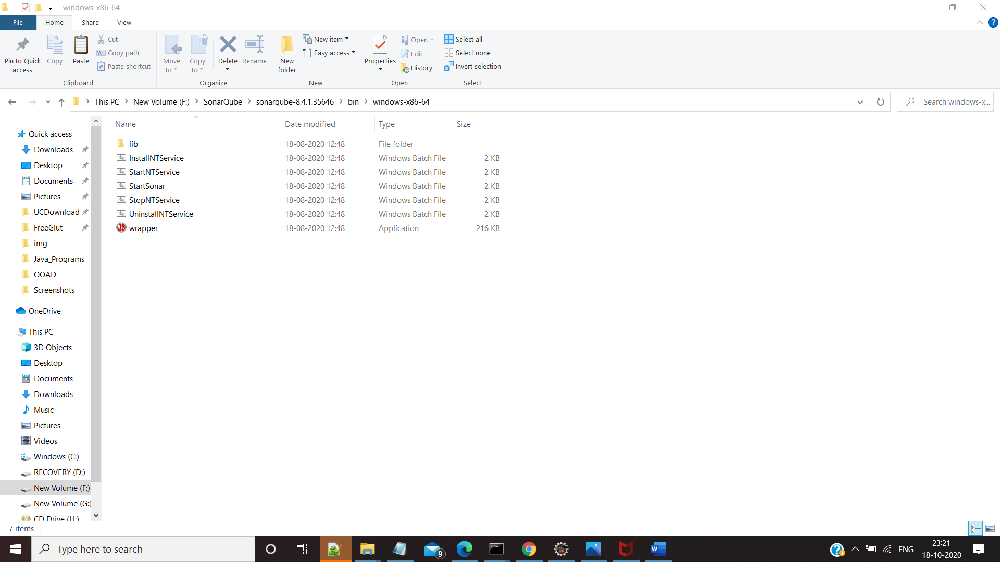 windows-x86-64
File Home Share View
Pin to Quick access
Copy
Paste
Cut
Copy path
Paste shortcut
Clipboard
Move to
Copy to
Delete
Rename
Organize
New folder
New item
Easy access
New
Properties
Open
Edit
History
Open
Select all
Select none
Invert selection
Select
This PC > New Volume (F:) > SonarQube > sonarqube-8.4.1.35646 > bin > windows-x86-64
Search windows-x...
Quick access
Downloads
Desktop
Documents
Pictures
UCDownload
FreeGlut
img
Java_Programs
OOAD
Screenshots
OneDrive
This PC
3D Objects
Desktop
Documents
Downloads
Music
Pictures
Videos
Windows (C:)
RECOVERY (D:)
New Volume (F:)
New Volume (G:)
CD Drive (H:)
Name Date modified Type Size
lib 18-08-2020 12:48 File folder
InstallNTService 18-08-2020 12:48 Windows Batch File 2 KB
StartNTService 18-08-2020 12:48 Windows Batch File 2 KB
StartSonar 18-08-2020 12:48 Windows Batch File 2 KB
StopNTService 18-08-2020 12:48 Windows Batch File 2 KB
UninstallNTService 18-08-2020 12:48 Windows Batch File 2 KB
wrapper 18-08-2020 12:48 Application 216 KB
7 items
Type here to search
9
ENG
23:21
18-10-2020